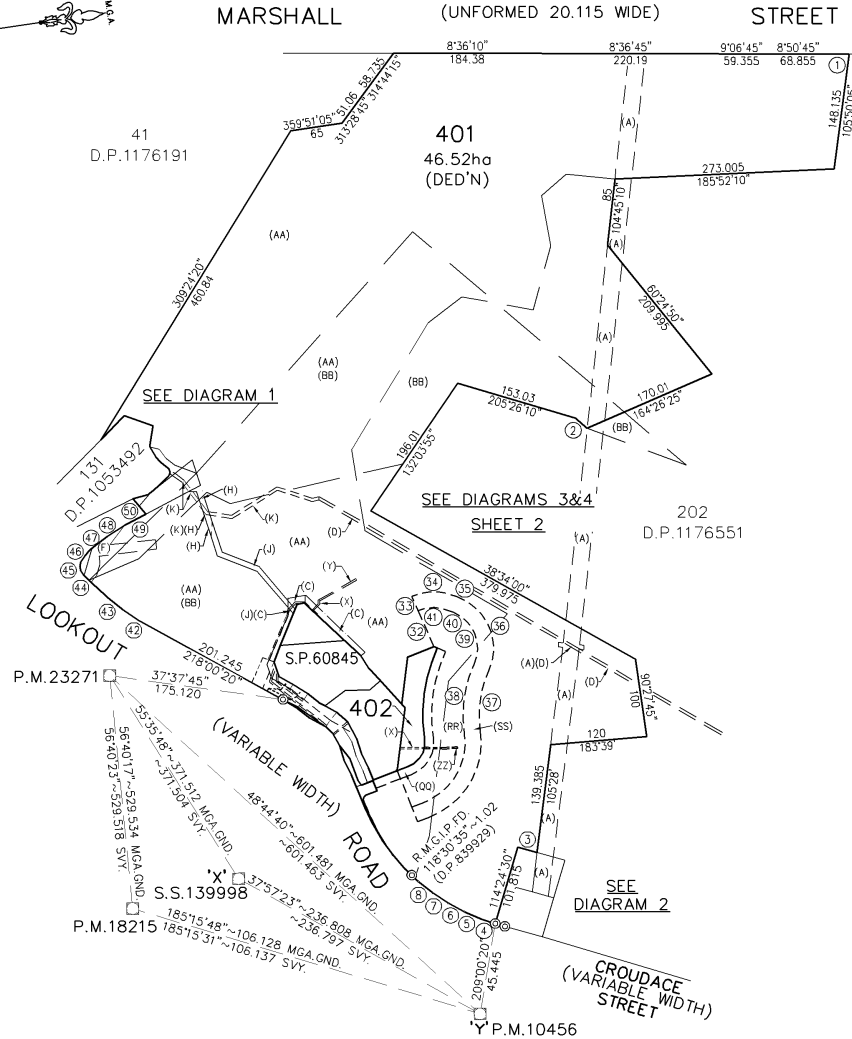 M.G.A.
MARSHALL (UNFORMED 20.115 WIDE) STREET
8°36'10"
184.38
8°36'45"
220.19
9°06'45"
59.355
8°50'45"
68.855
1
148.135
105°50'05"
273.005
185°52'10"
359°51'05"
65
51.06
313°28'45"
58.735
314°44'15"
41
D.P.1176191
401
46.52ha
(DED'N)
(A)
85
104°45'10"
(A)
(AA)
309°24'20"
460.84
60°24'50"
209.995
(A)
(AA)
(BB)
(BB)
153.03
205°26'10"
170.01
164°26'25"
2
(BB)
SEE DIAGRAM 1
196.01
132°03'55"
131
D.P.1053492
SEE DIAGRAMS 3&4
SHEET 2
202
D.P.1176551
(H)
(K)
(K)
(K)(H)
(H)
(D)
(A)
50
49
48
47
46
45
44
43
42
(F)
(AA)
(J)
(Y)
38°34'00"
379.975
34
35
33
36
41
40
39
32
(AA)
(BB)
(C)
(X)
(C)
(J)(C)
(AA)
LOOKOUT
201.245
218°00'20"
S.P.60845
(A)(D)
(D)
90°27'45"
100
(A)
P.M.23271
37°37'45"
175.120
402
38
37
(RR)
(SS)
(X)
(ZZ)
(QQ)
120
183°39'
(VARIABLE WIDTH)
55°35'48"~371.512 MGA.GND.
~371.504 SVY.
56°40'17"~529.534 MGA.GND.
56°40'23"~529.518 SVY.
48°44'40"~601.481 MGA.GND.
~601.463 SVY.
139.385
105°28'
(A)
ROAD
R.M.G.I.P.FD.
118°30'35"~1.02
(D.P.839929)
3
(A)
114°24'30"
101.815
'X'
S.S.139998
37°57'23"~236.808 MGA.GND.
~236.797 SVY.
8
7
6
5
4
SEE
DIAGRAM 2
P.M.18215
185°15'48"~106.128 MGA.GND.
185°15'31"~106.137 SVY.
209°00'20"
45.445
CROUDACE
(VARIABLE WIDTH)
STREET
'Y' P.M.10456